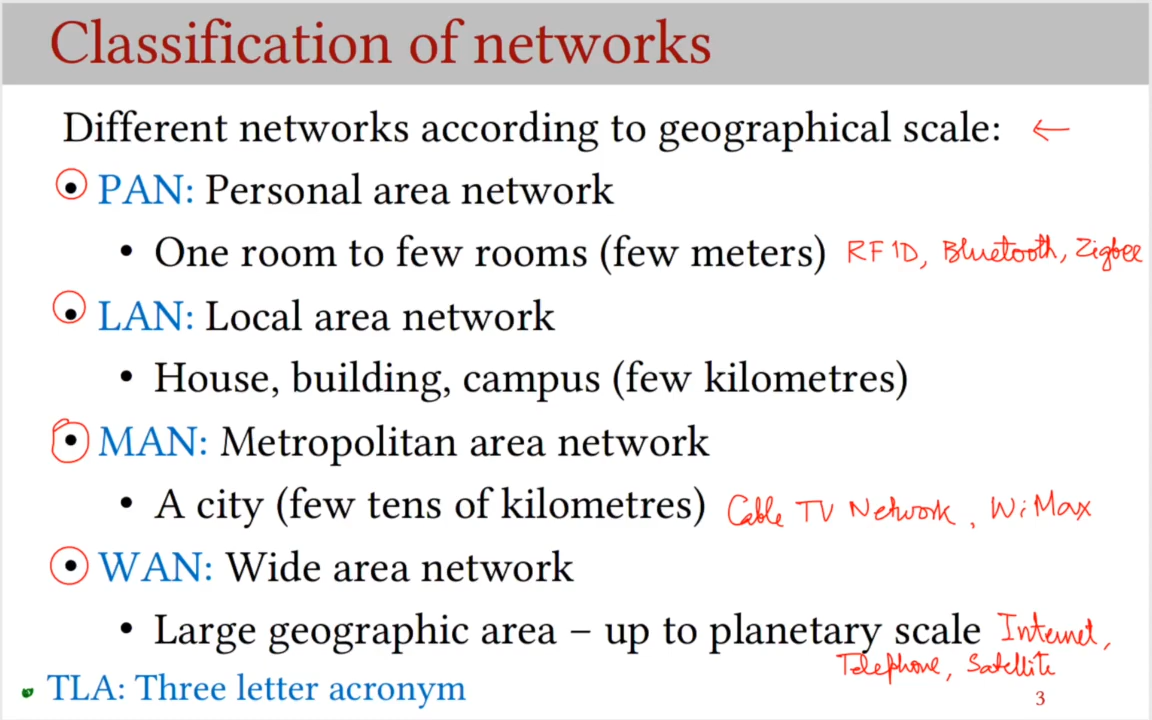 Classification of networks
Different networks according to geographical scale: ←
• PAN: Personal area network
• One room to few rooms (few meters) RFID, Bluetooth, Zigbee
• LAN: Local area network
• House, building, campus (few kilometres)
• MAN: Metropolitan area network
• A city (few tens of kilometres) Cable TV Network, WiMax
• WAN: Wide area network
• Large geographic area – up to planetary scale Internet,
Telephone, Satellite
TLA: Three letter acronym
3